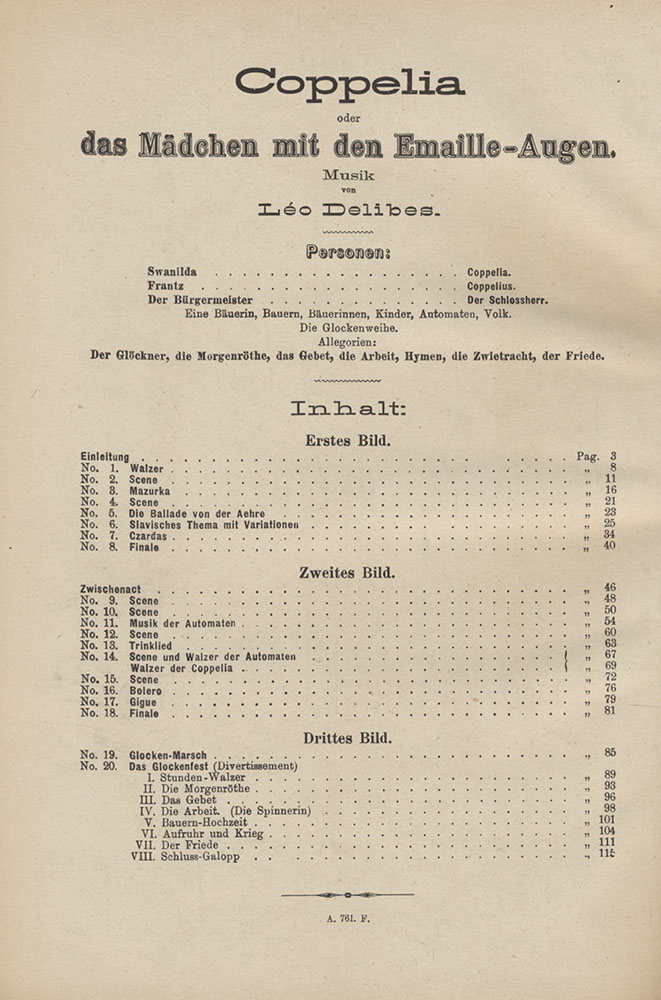 Coppelia
oder
das Mädchen mit den Emaille-Augen.
Musik
von
Léo Delibes.
Personen:
Swanilda . . . . . . . . . . . . . . . Coppelia.
Frantz . . . . . . . . . . . . . . . Coppelius.
Der Bürgermeister . . . . . . . . . . . Der Schlossherr.
Eine Bäuerin, Bauern, Bäuerinnen, Kinder, Automaten, Volk.
Die Glockenweihe.
Allegorien:
Der Glöckner, die Morgenröthe, das Gebet, die Arbeit, Hymen, die Zwietracht, der Friede.
Inhalt:
Erstes Bild.
Einleitung . . . . . . . . . . Pag. 3
No. 1. Walzer . . . . . . . . . . „ 8
No. 2. Scene . . . . . . . . . . „ 11
No. 3. Mazurka . . . . . . . . . . „ 16
No. 4. Scene . . . . . . . . . . „ 21
No. 5. Die Ballade von der Aehre . . . . . . . . . . „ 23
No. 6. Slavisches Thema mit Variationen . . . . . . . . . . „ 25
No. 7. Czardas . . . . . . . . . . „ 34
No. 8. Finale . . . . . . . . . . „ 40
Zweites Bild.
Zwischenact . . . . . . . . . . „ 46
No. 9. Scene . . . . . . . . . . „ 48
No. 10. Scene . . . . . . . . . . „ 50
No. 11. Musik der Automaten . . . . . . . . . . „ 54
No. 12. Scene . . . . . . . . . . „ 60
No. 13. Trinklied . . . . . . . . . . „ 63
No. 14. Scene und Walzer der Automaten . . . . . . . . . . „ 67
Walzer der Coppelia . . . . . . . . . . „ 69
No. 15. Scene . . . . . . . . . . „ 72
No. 16. Bolero . . . . . . . . . . „ 76
No. 17. Gigue . . . . . . . . . . „ 79
No. 18. Finale . . . . . . . . . . „ 81
Drittes Bild.
No. 19. Glocken-Marsch . . . . . . . . . . „ 85
No. 20. Das Glockenfest (Divertissement)
I. Stunden-Walzer . . . . . . . . . . „ 89
II. Die Morgenröthe . . . . . . . . . . „ 93
III. Das Gebet . . . . . . . . . . „ 96
IV. Die Arbeit. (Die Spinnerin) . . . . . . . . . . „ 98
V. Bauern-Hochzeit . . . . . . . . . . „ 101
VI. Aufruhr und Krieg . . . . . . . . . . „ 104
VII. Der Friede . . . . . . . . . . „ 111
VIII. Schluss-Galopp . . . . . . . . . . „ 115
A. 761. F.